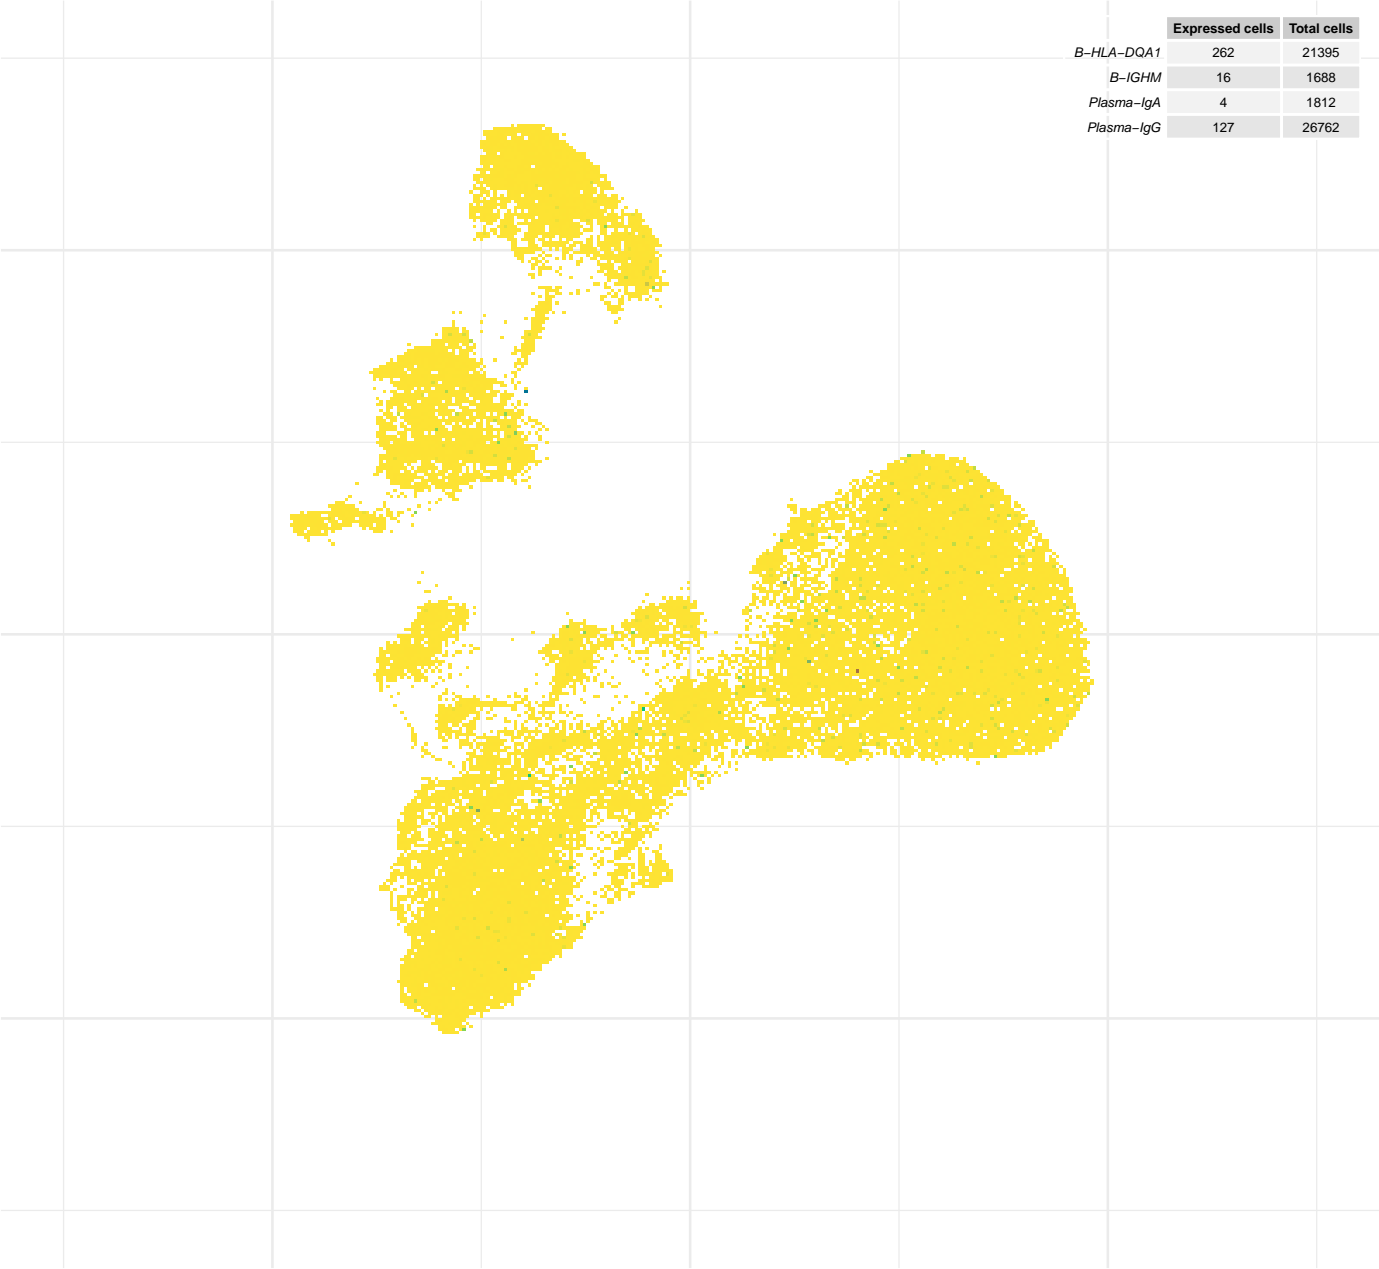 Expressed cells Total cells
B−HLA−DQA1 262 21395
B−IGHM 16 1688
Plasma−IgA 4 1812
Plasma−IgG 127 26762